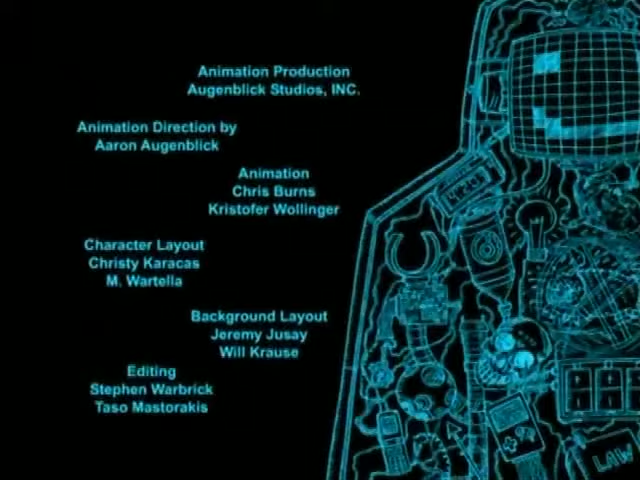 Animation Production
Augenblick Studios, INC.
Animation Direction by
Aaron Augenblick
Animation
Chris Burns
Kristofer Wollinger
Character Layout
Christy Karacas
M. Wartella
Background Layout
Jeremy Jusay
Will Krause
Editing
Stephen Warbrick
Taso Mastorakis
LAW